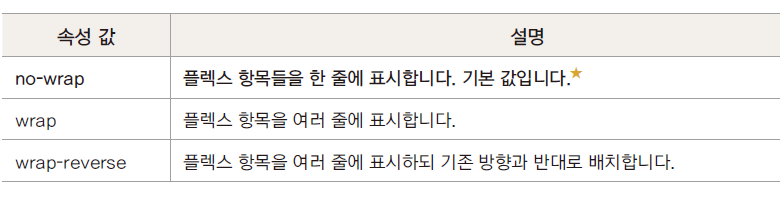 속성 값 설명
no-wrap 플렉스 항목들을 한 줄에 표시합니다. 기본 값입니다.★
wrap 플렉스 항목을 여러 줄에 표시합니다.
wrap-reverse 플렉스 항목을 여러 줄에 표시하되 기존 방향과 반대로 배치합니다.